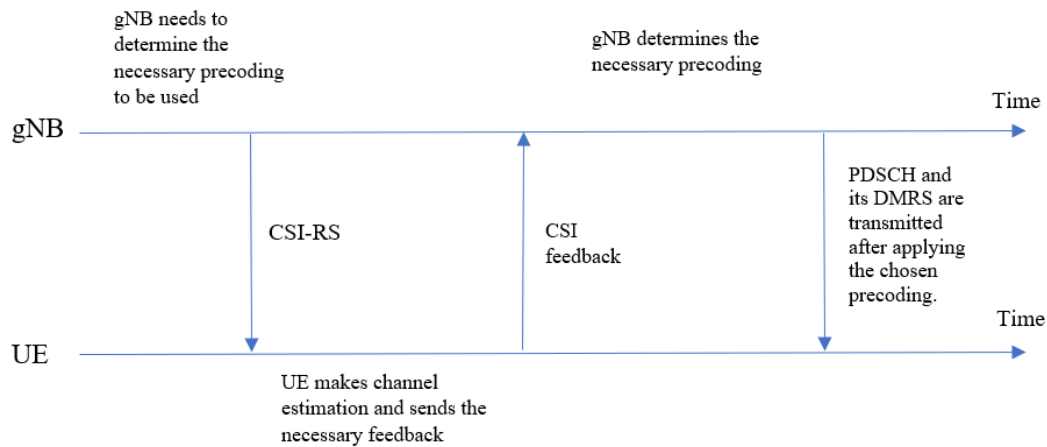 gNB needs to
determine the
necessary precoding
to be used
gNB determines the
necessary precoding
Time
gNB
CSI-RS
CSI
feedback
PDSCH and
its DMRS are
transmitted
after applying
the chosen
precoding.
Time
UE
UE makes channel
estimation and sends the
necessary feedback